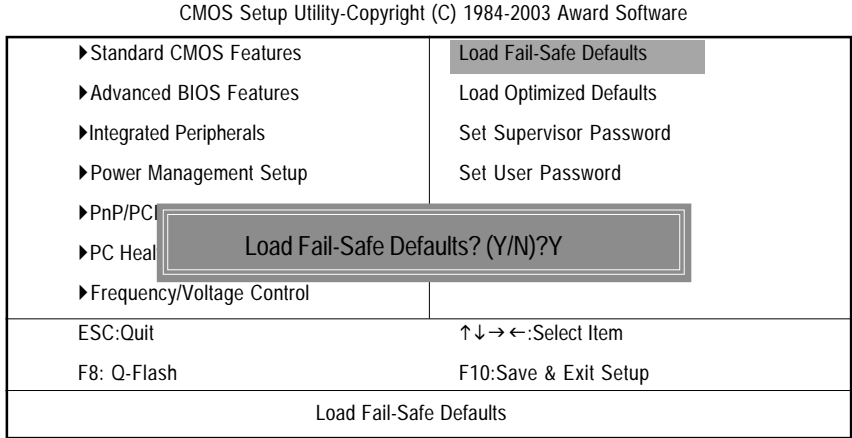 CMOS Setup Utility-Copyright (C) 1984-2003 Award Software
▶Standard CMOS Features
▶Advanced BIOS Features
▶Integrated Peripherals
▶Power Management Setup
▶PnP/PCI
▶PC Heal
▶Frequency/Voltage Control
Load Fail-Safe Defaults
Load Optimized Defaults
Set Supervisor Password
Set User Password
Load Fail-Safe Defaults? (Y/N)?Y
ESC:Quit
↑↓→←:Select Item
F8: Q-Flash
F10:Save & Exit Setup
Load Fail-Safe Defaults